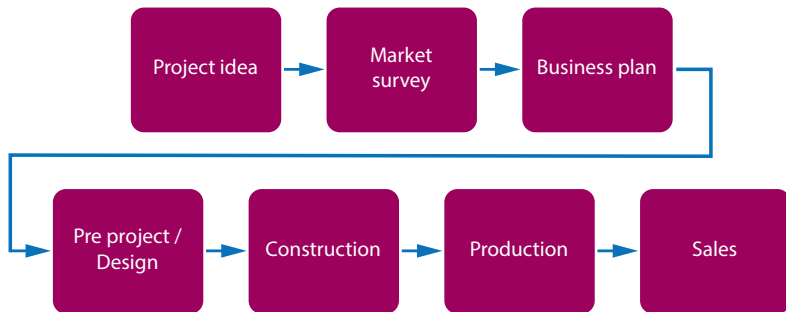 Project idea
Market
survey
Business plan
Pre project /
Design
Construction
Production
Sales